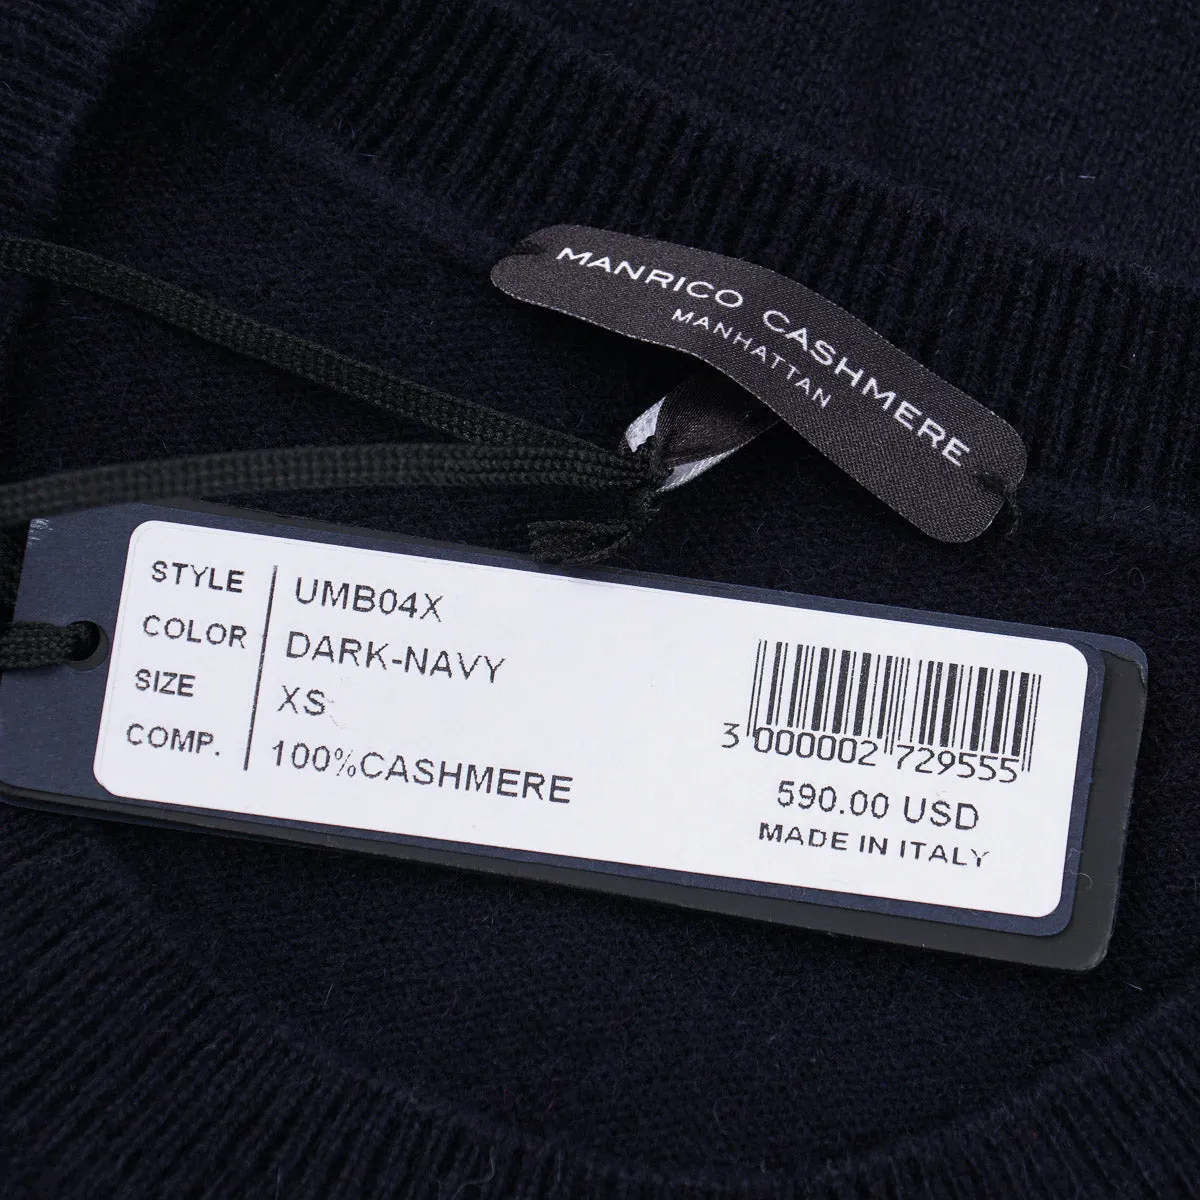 MANRICO CASHMERE
MANHATTAN
STYLE UMB04X
COLOR DARK-NAVY
SIZE XS
COMP. 100%CASHMERE
3 000002 729555
590.00 USD
MADE IN ITALY